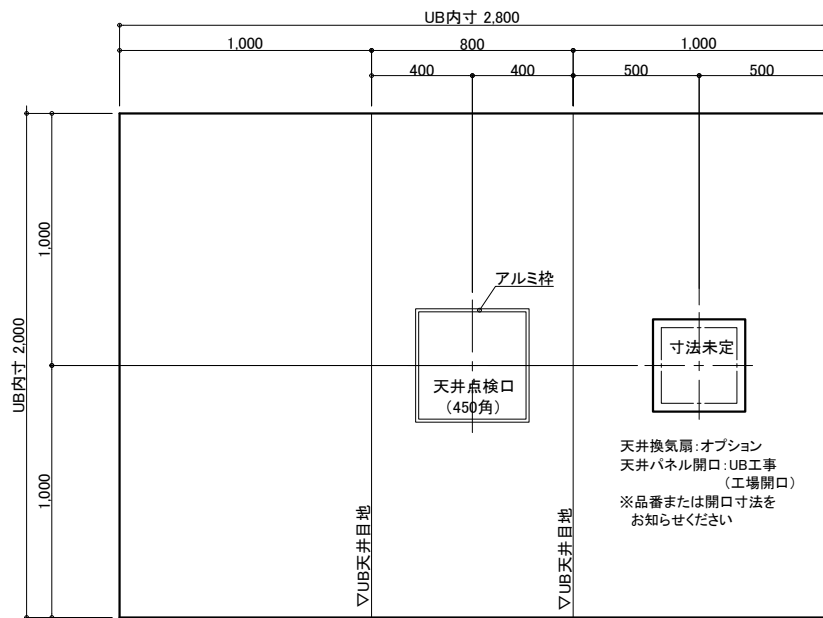 UB内寸 2,800
1,000
800
1,000
400
400
500
500
UB内寸 2,000
1,000
1,000
アルミ枠
天井点検口
(450角)
寸法未定
天井換気扇:オプション
天井パネル開口:UB工事
(工場開口)
※品番または開口寸法を
お知らせください
▽UB天井目地
▽UB天井目地